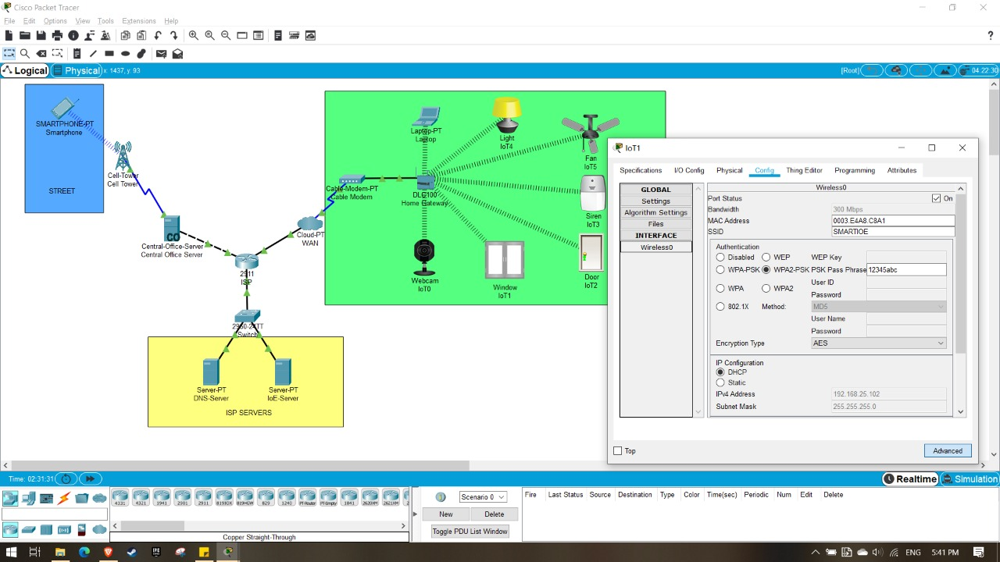 Cisco Packet Tracer
File Edit Options View Tools Extensions Help
?
Logical Physical x: 1437, y: 93 [Root] 04:22:30
SMARTPHONE-PT
Smartphone
STREET
Cell-Tower
Cell Tower
CO
Central-Office-Server
Central Office Server
2911
ISP
Cloud-PT
WAN
Cable-Modem-PT
Cable Modem
2960-24TT
Switch
Server-PT
DNS-Server
Server-PT
IoE-Server
ISP SERVERS
Laptop-PT
Laptop
Light
IoT4
Fan
IoT5
DLC100
Home Gateway
Siren
IoT3
Webcam
IoT0
Window
IoT1
Door
IoT2
IoT1
Specifications I/O Config Physical Config Thing Editor Programming Attributes
GLOBAL
Settings
Algorithm Settings
Files
INTERFACE
Wireless0
Wireless0
Port Status On
Bandwidth 300 Mbps
MAC Address 0003.E4A8.C8A1
SSID SMARTIOE
Authentication
Disabled WEP WEP Key
WPA-PSK WPA2-PSK PSK Pass Phrase 12345abc
User ID
WPA WPA2
Password
802.1X Method: MD5
User Name
Password
Encryption Type AES
IP Configuration
DHCP
Static
IPv4 Address 192.168.25.102
Subnet Mask 255.255.255.0
Top Advanced
Time: 02:31:31 Realtime Simulation
4331 4321 1941 2901 2911 819IOX 819HGW 829 1240 PT-Router PT-Empty 1841 2620XM 2621XM
Copper Straight-Through
Scenario 0
New Delete
Toggle PDU List Window
Fire Last Status Source Destination Type Color Time(sec) Periodic Num Edit Delete
ENG 5:41 PM